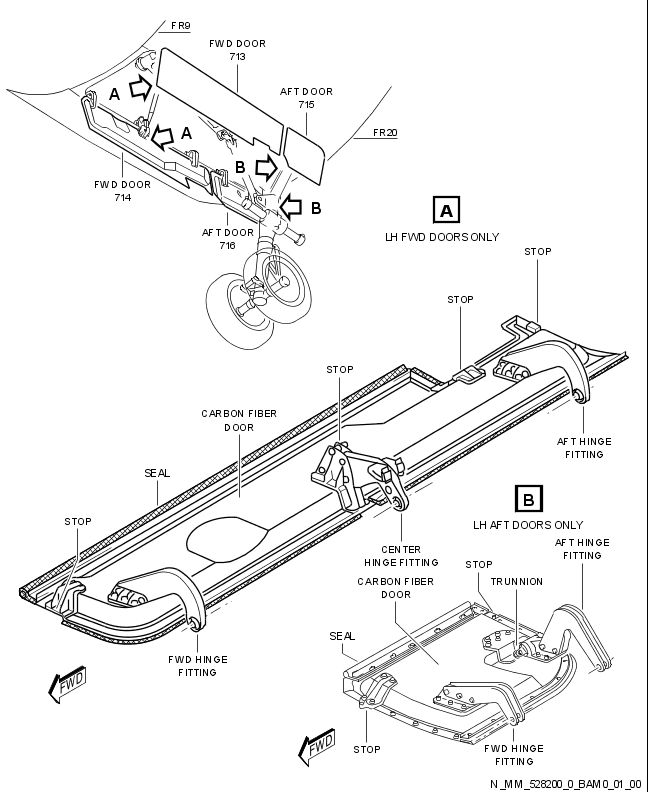 FR9
FWD DOOR
713
AFT DOOR
715
A
A
FR20
B
FWD DOOR
714
B
AFT DOOR
716
A
LH FWD DOORS ONLY
STOP
STOP
STOP
CARBON FIBER
DOOR
AFT HINGE
FITTING
SEAL
STOP
B
LH AFT DOORS ONLY
CENTER
HINGE FITTING
AFT HINGE
FITTING
STOP
TRUNNION
CARBON FIBER
DOOR
SEAL
FWD HINGE
FITTING
FWD
FWD
STOP
FWD HINGE
FITTING
N_MM_528200_0_BAM0_01_00